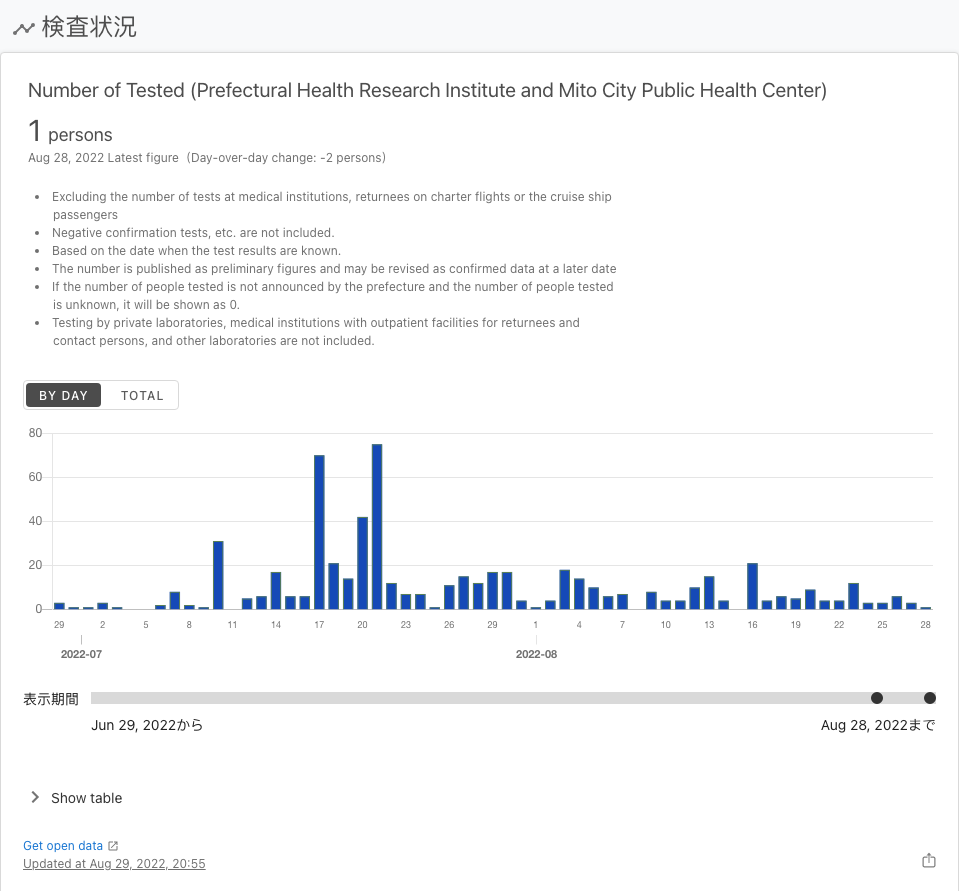 検査状況
Number of Tested (Prefectural Health Research Institute and Mito City Public Health Center)
1 persons
Aug 28, 2022 Latest figure（Day-over-day change: -2 persons）
• Excluding the number of tests at medical institutions, returnees on charter flights or the cruise ship
passengers
• Negative confirmation tests, etc. are not included.
• Based on the date when the test results are known.
• The number is published as preliminary figures and may be revised as confirmed data at a later date
• If the number of people tested is not announced by the prefecture and the number of people tested
is unknown, it will be shown as 0.
• Testing by private laboratories, medical institutions with outpatient facilities for returnees and
contact persons, and other laboratories are not included.
BY DAY TOTAL
80
60
40
20
0
29 2 5 8 11 14 17 20 23 26 29 1 4 7 10 13 16 19 22 25 28
2022-07 2022-08
表示期間
Jun 29, 2022から Aug 28, 2022まで
Show table
Get open data
Updated at Aug 29, 2022, 20:55